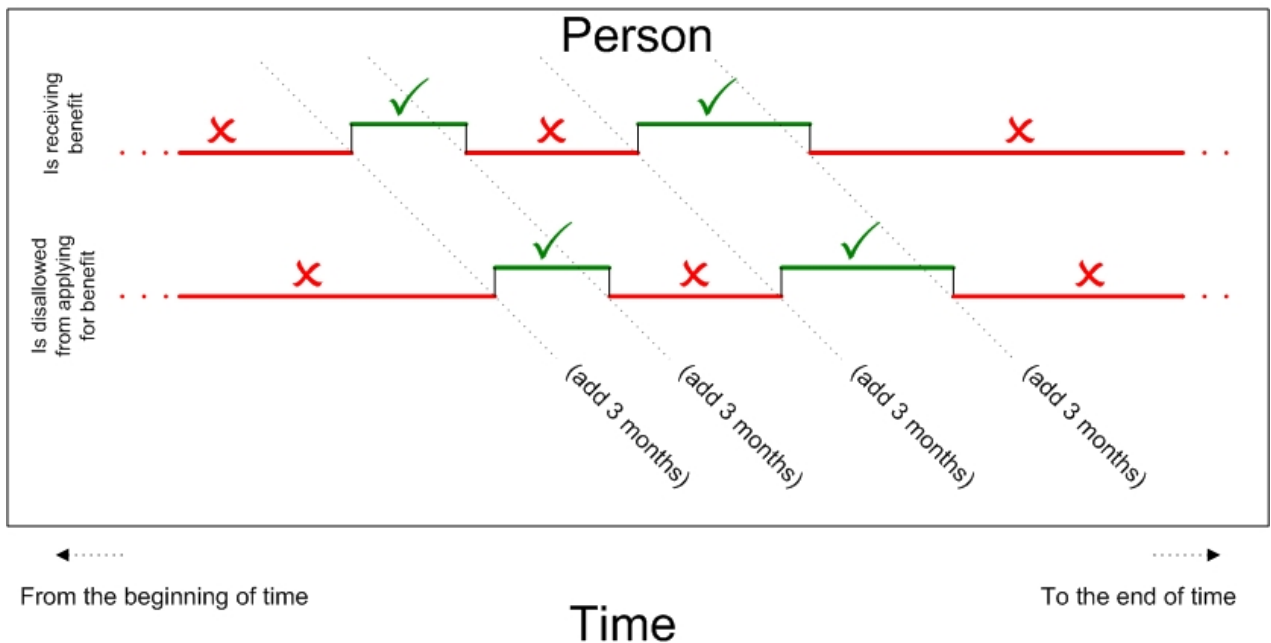 Person
Is receiving
benefit
Is disallowed
from applying
for benefit
(add 3 months)
(add 3 months)
(add 3 months)
(add 3 months)
From the beginning of time
To the end of time
Time